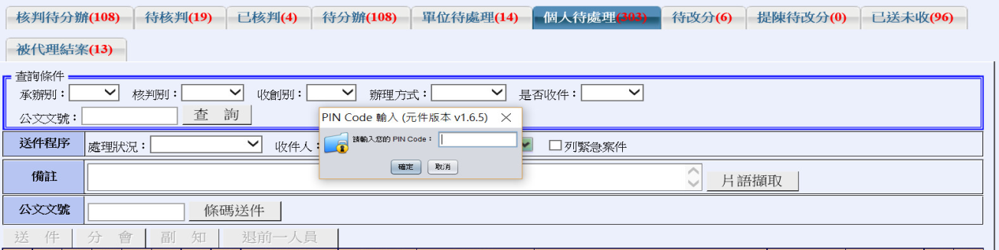 核判待分辦(108) 待核判(19) 已核判(4) 待分辦(108) 單位待處理(14) 個人待處理(303) 待改分(6) 提陳待改分(0) 已送未收(96)
被代理結案(13)
查詢條件
承辦別： 核判別： 收創別： 辦理方式： 是否收件：
公文文號： 查 詢
PIN Code 輸入 (元件版本 v1.6.5)
請輸入您的 PIN Code：
確定 取消
送件程序 處理狀況： 收件人： 列緊急案件
備註 片語擷取
公文文號 條碼送件
送 件 分 會 副 知 退前一人員